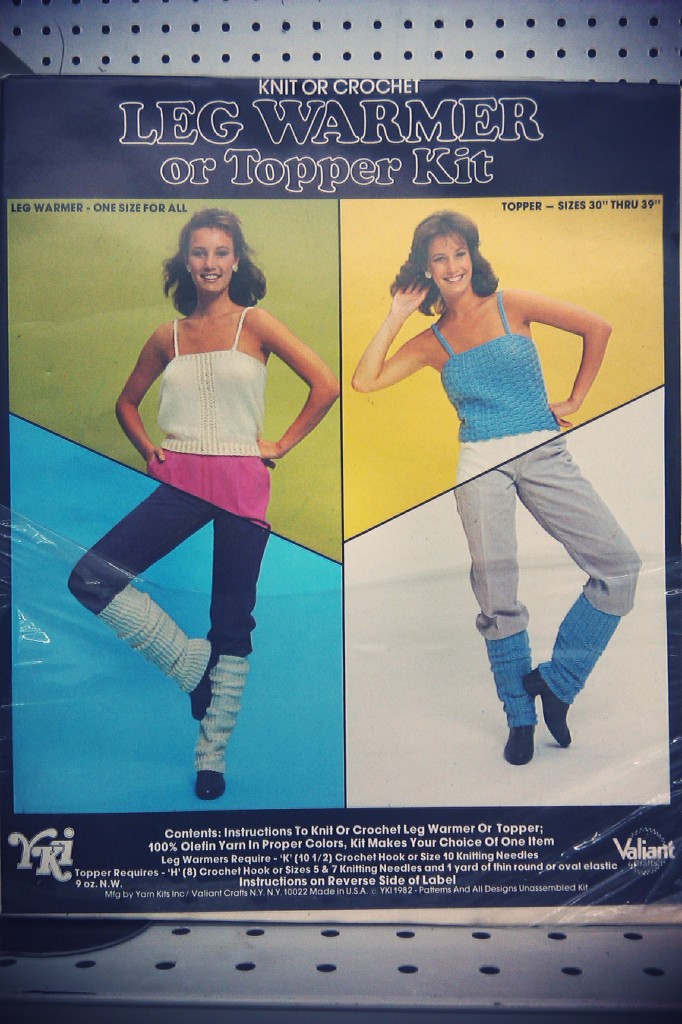 KNIT OR CROCHET
LEG WARMER
or Topper Kit
LEG WARMER - ONE SIZE FOR ALL
TOPPER — SIZES 30" THRU 39"
YKi
Contents: Instructions To Knit Or Crochet Leg Warmer Or Topper;
100% Olefin Yarn In Proper Colors, Kit Makes Your Choice Of One Item
Leg Warmers Require - 'K' (10 1/2) Crochet Hook or Size 10 Knitting Needles
Topper Requires - 'H' (8) Crochet Hook or Sizes 5 & 7 Knitting Needles and 1 yard of thin round or oval elastic
9 oz. N.W.
Instructions on Reverse Side of Label
Mfg by Yarn Kits Inc/ Valiant Crafts N.Y. N.Y. 10022 Made in U.S.A. © YKI 1982 - Patterns And All Designs Unassembled Kit
Valiant
crafts